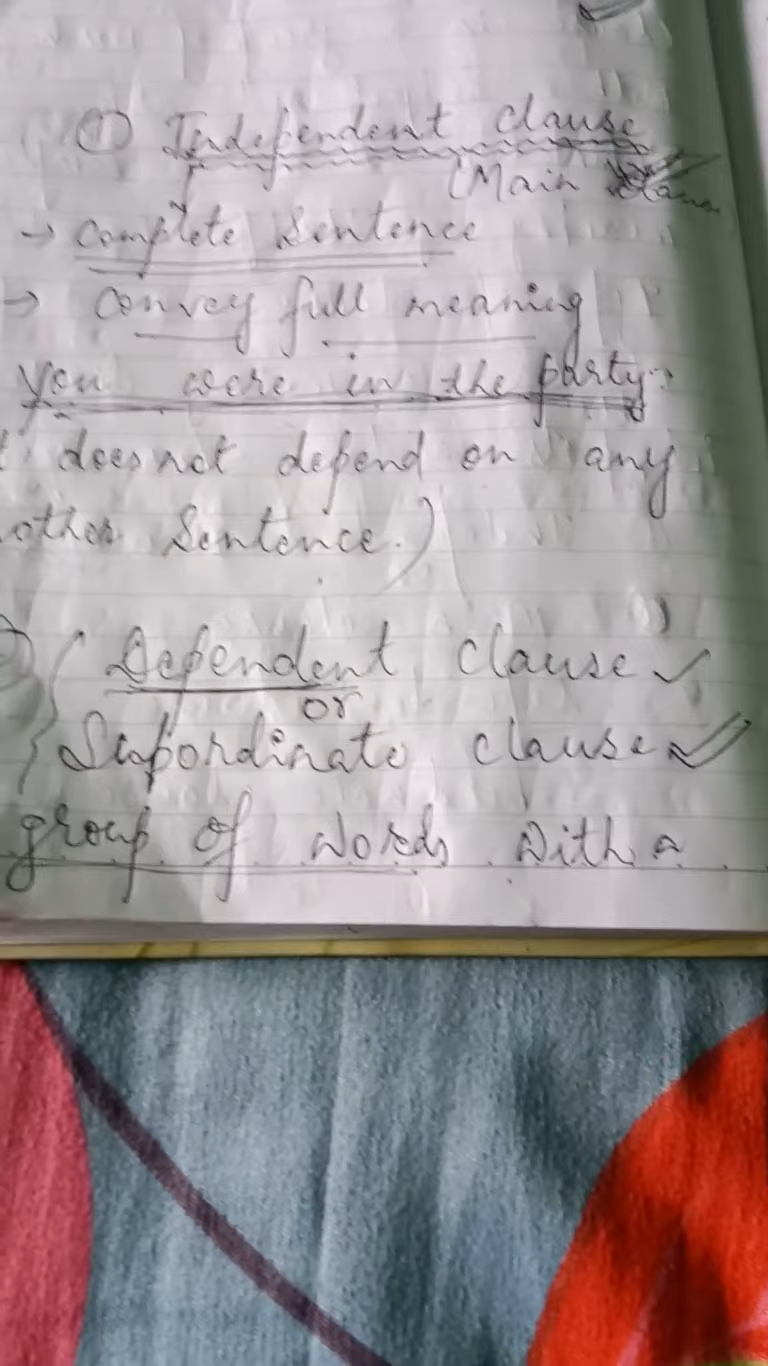 ① Independent clause
(Main Clause
→ complete sentence
→ convey full meaning
you were in the party.
does not depend on any
other sentence.)
Dependent clause ✓
or
Subordinate clause ✓
group of words with a